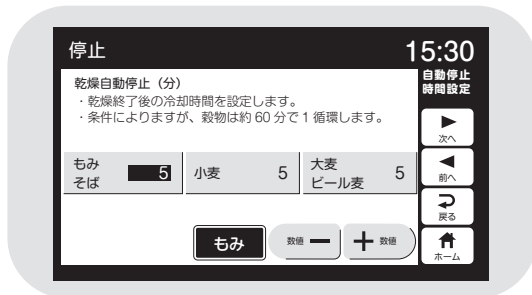 停止
15:30
自動停止
時間設定
乾燥自動停止（分）
・乾燥終了後の冷却時間を設定します。
・条件によりますが、穀物は約 60 分で 1 循環します。
もみ
そば
5
小麦
5
大麦
ビール麦
5
次へ
前へ
戻る
ホーム
もみ
数値 ー
＋ 数値